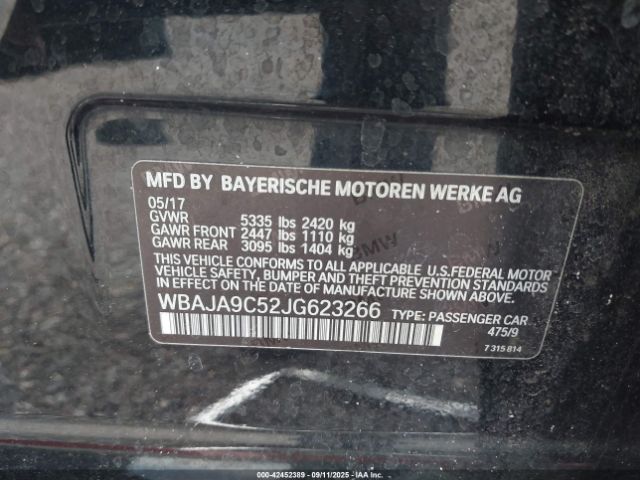 MFD BY BAYERISCHE MOTOREN WERKE AG
05/17
GVWR 5335 lbs 2420 kg
GAWR FRONT 2447 lbs 1110 kg
GAWR REAR 3095 lbs 1404 kg
THIS VEHICLE CONFORMS TO ALL APPLICABLE U.S.FEDERAL MOTOR
VEHICLE SAFETY, BUMPER AND THEFT PREVENTION STANDARDS
IN EFFECT ON THE DATE OF MANUFACTURE SHOWN ABOVE.
WBAJA9C52JG623266 TYPE: PASSENGER CAR
475/9
7 315 814
000-42452389 09/11/2025 IAAI.com